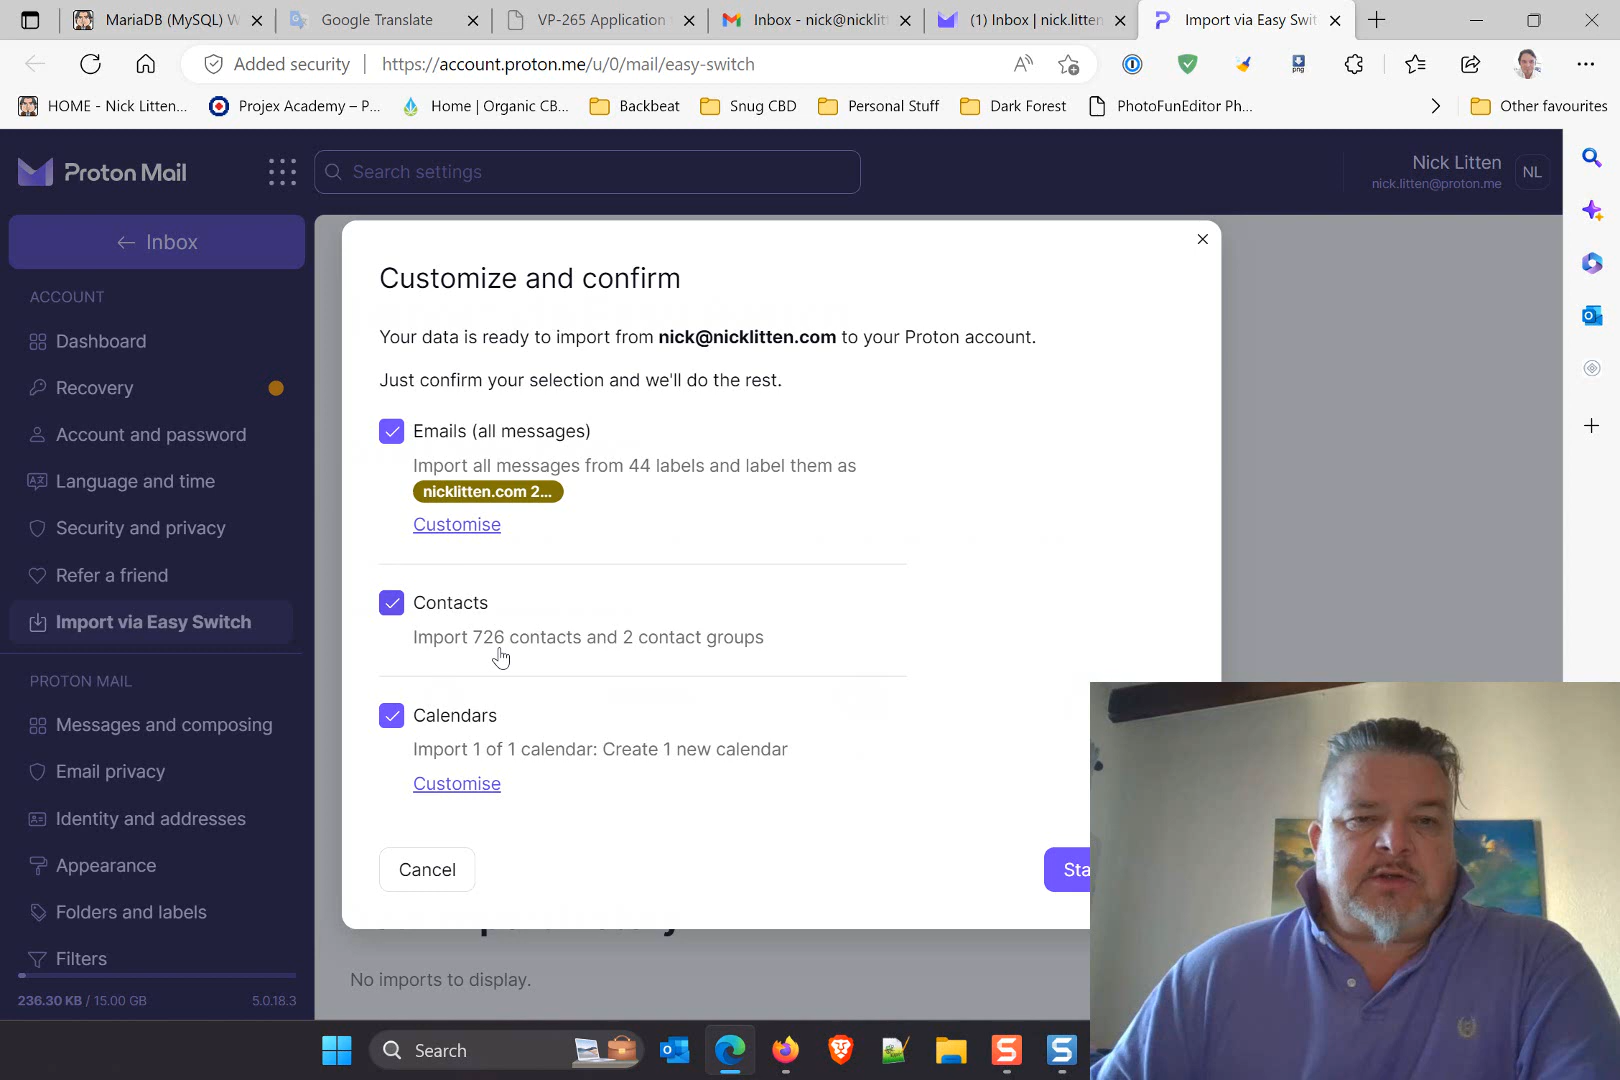 MariaDB (MySQL) W
Google Translate
VP-265 Application
Inbox - nick@nicklitt
(1) Inbox | nick.litten
Import via Easy Swit
Added security
https://account.proton.me/u/0/mail/easy-switch
HOME - Nick Litten...
Projex Academy – P...
Home | Organic CB...
Backbeat
Snug CBD
Personal Stuff
Dark Forest
PhotoFunEditor Ph...
Other favourites
Proton Mail
Search settings
Nick Litten
nick.litten@proton.me
NL
← Inbox
ACCOUNT
Dashboard
Recovery
Account and password
Language and time
Security and privacy
Refer a friend
Import via Easy Switch
PROTON MAIL
Messages and composing
Email privacy
Identity and addresses
Appearance
Folders and labels
Filters
236.30 KB / 15.00 GB
5.0.18.3
Customize and confirm
Your data is ready to import from nick@nicklitten.com to your Proton account.
Just confirm your selection and we'll do the rest.
Emails (all messages)
Import all messages from 44 labels and label them as
nicklitten.com 2...
Customise
Contacts
Import 726 contacts and 2 contact groups
Calendars
Import 1 of 1 calendar: Create 1 new calendar
Customise
Cancel
Sta
No imports to display.
Search